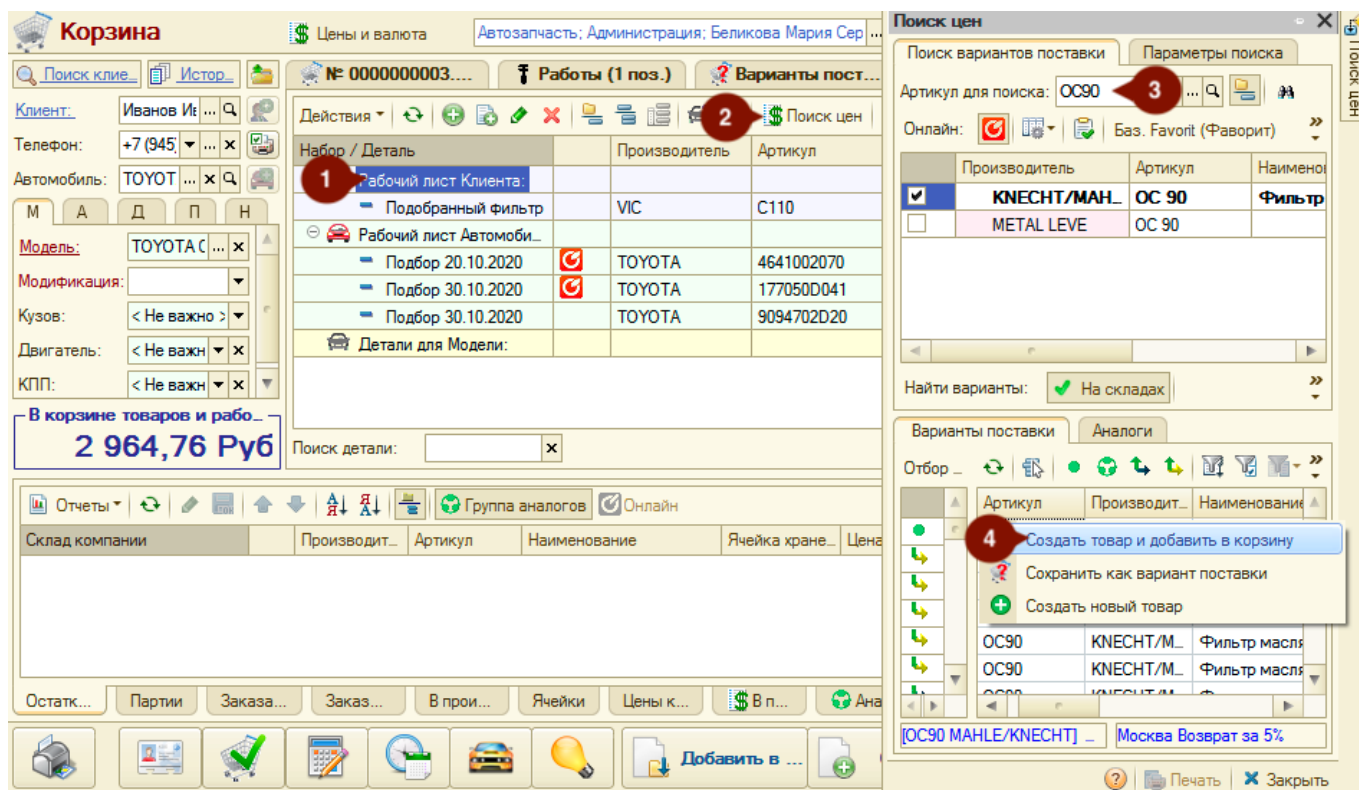 Корзина
Цены и валюта
Автозапчасть; Администрация; Беликова Мария Сер ...
Поиск цен
Поиск клие...
Истор...
№ 0000000003....
Работы (1 поз.)
Варианты пост...
Поиск вариантов поставки
Параметры поиска
Поиск цен
Клиент:
Иванов Ив
Действия
2
Поиск цен
Артикул для поиска:
OC90
3
Телефон:
+7 (945)
Онлайн:
Баз. Favorit (Фаворит)
Набор / Деталь
Производитель
Артикул
Автомобиль:
TOYOT
1
Рабочий лист Клиента:
Подобранный фильтр
VIC
C110
Рабочий лист Автомоби...
Подбор 20.10.2020
TOYOTA
4641002070
Подбор 30.10.2020
TOYOTA
177050D041
Подбор 30.10.2020
TOYOTA
9094702D20
Детали для Модели:
М
А
Д
П
Н
Модель:
TOYOTA C
Модификация:
Кузов:
< Не важно >
Двигатель:
< Не важн
КПП:
< Не важн
Производитель
Артикул
Наименов
KNECHT/MAH...
OC 90
Фильтр
METAL LEVE
OC 90
Найти варианты:
На складах
В корзине товаров и рабо...
2 964,76 Руб
Поиск детали:
Варианты поставки
Аналоги
Отбор ...
Отчеты
Группа аналогов
Онлайн
Склад компании
Производит...
Артикул
Наименование
Ячейка хране...
Цена
Артикул
Производит...
Наименование
4
Создать товар и добавить в корзину
Сохранить как вариант поставки
Создать новый товар
OC90
KNECHT/M...
Фильтр масля
OC90
KNECHT/M...
Фильтр масля
Остатк...
Партии
Заказа...
Заказ...
В прои...
Ячейки
Цены к...
В п...
Ана
[OC90 MAHLE/KNECHT] ...
Москва Возврат за 5%
Добавить в ...
Печать
Закрыть